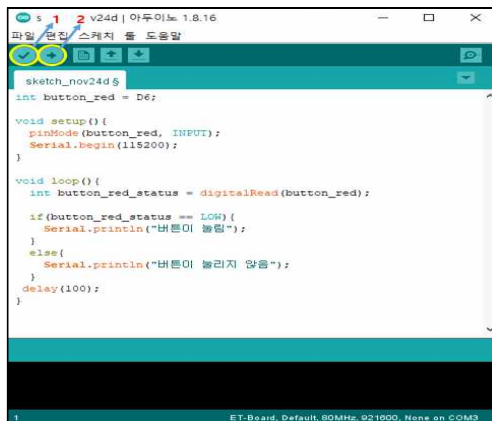 s 1 2 v24d | 아두이노 1.8.16
파일 편집 스케치 툴 도움말
sketch_nov24d §
int button_red = D6;
void setup(){
pinMode(button_red, INPUT);
Serial.begin(115200);
}
void loop(){
int button_red_status = digitalRead(button_red);
if(button_red_status == LOW){
Serial.println("버튼이 눌림");
}
else{
Serial.println("버튼이 눌리지 않음");
}
delay(100);
}
1 ET-Board, Default, 80MHz, 921600, None on COM3